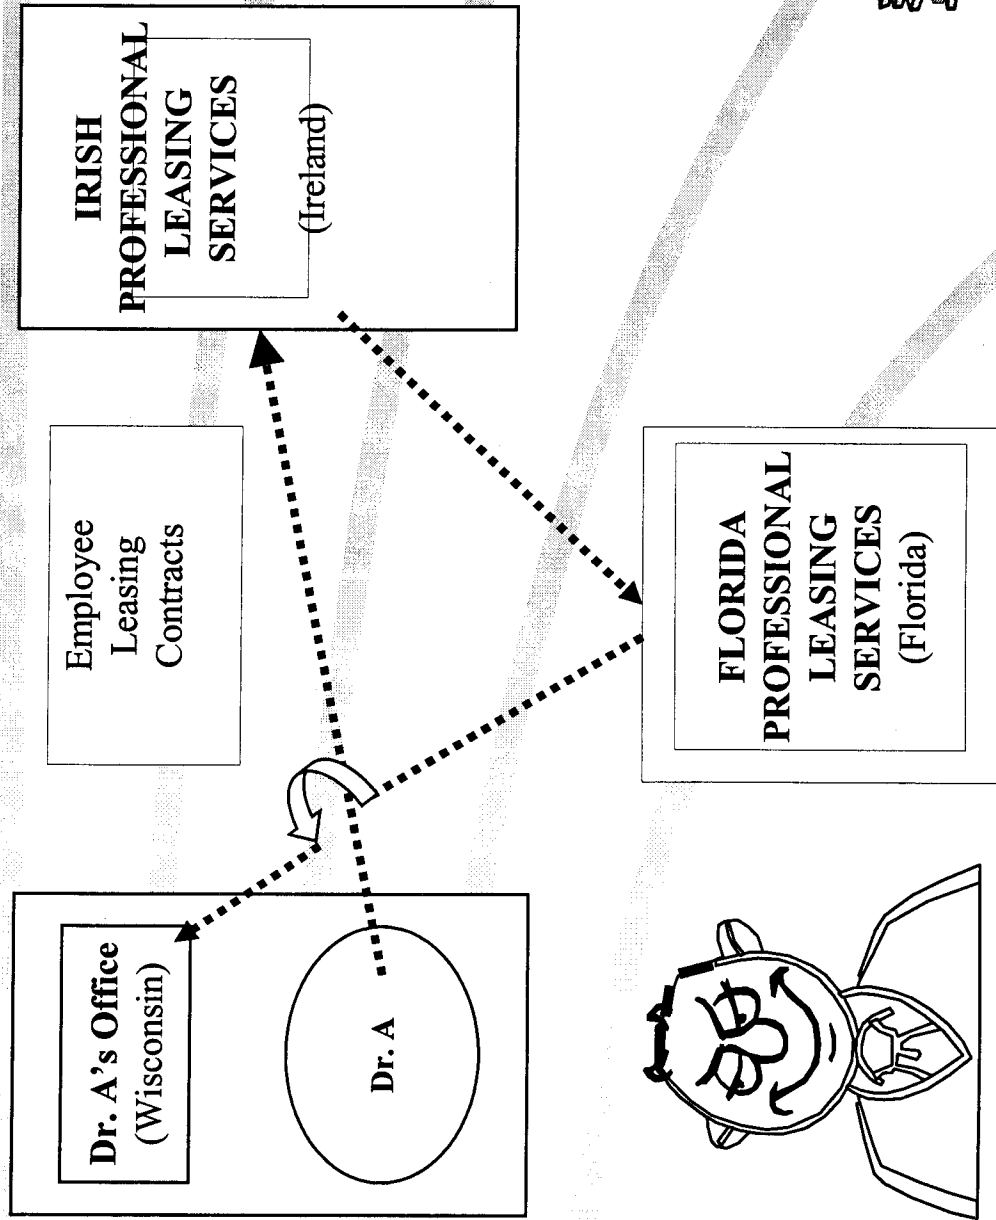 Dr. A's Office
(Wisconsin)
Dr. A
Employee
Leasing
Contracts
IRISH
PROFESSIONAL
LEASING
SERVICES
(Ireland)
FLORIDA
PROFESSIONAL
LEASING
SERVICES
(Florida)